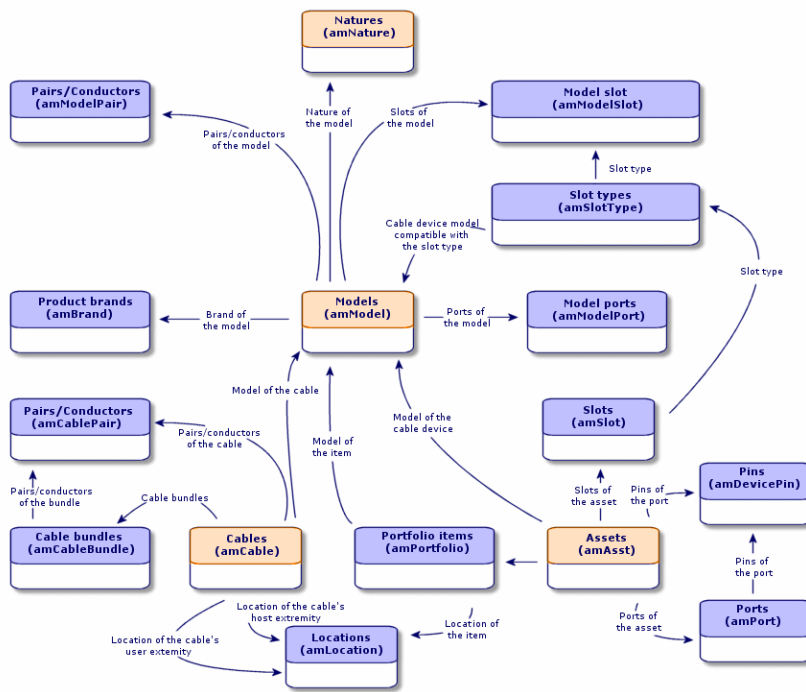 Natures
(amNature)
Pairs/Conductors
(amModelPair)
Model slot
(amModelSlot)
Nature of
the model
Slots of
the model
Pairs/conductors
of the model
Slot type
Slot types
(amSlotType)
Cable device model
compatible with
the slot type
Slot type
Product brands
(amBrand)
Brand of
the model
Models
(amModel)
Ports of
the model
Model ports
(amModelPort)
Model of the cable
Pairs/Conductors
(amCablePair)
Pairs/conductors
of the cable
Model of
the item
Model of the
cable device
Slots
(amSlot)
Pins
(amDevicePin)
Pairs/conductors
of the bundle
Cable bundles
Slots of
the asset
Pins of
the port
Cable bundles
(amCableBundle)
Cables
(amCable)
Portfolio items
(amPortfolio)
Assets
(amAsst)
Pins of
the port
Location of the cable's
host extremity
Location of the cable's
user extemity
Locations
(amLocation)
Location of
the item
Ports of
the asset
Ports
(amPort)